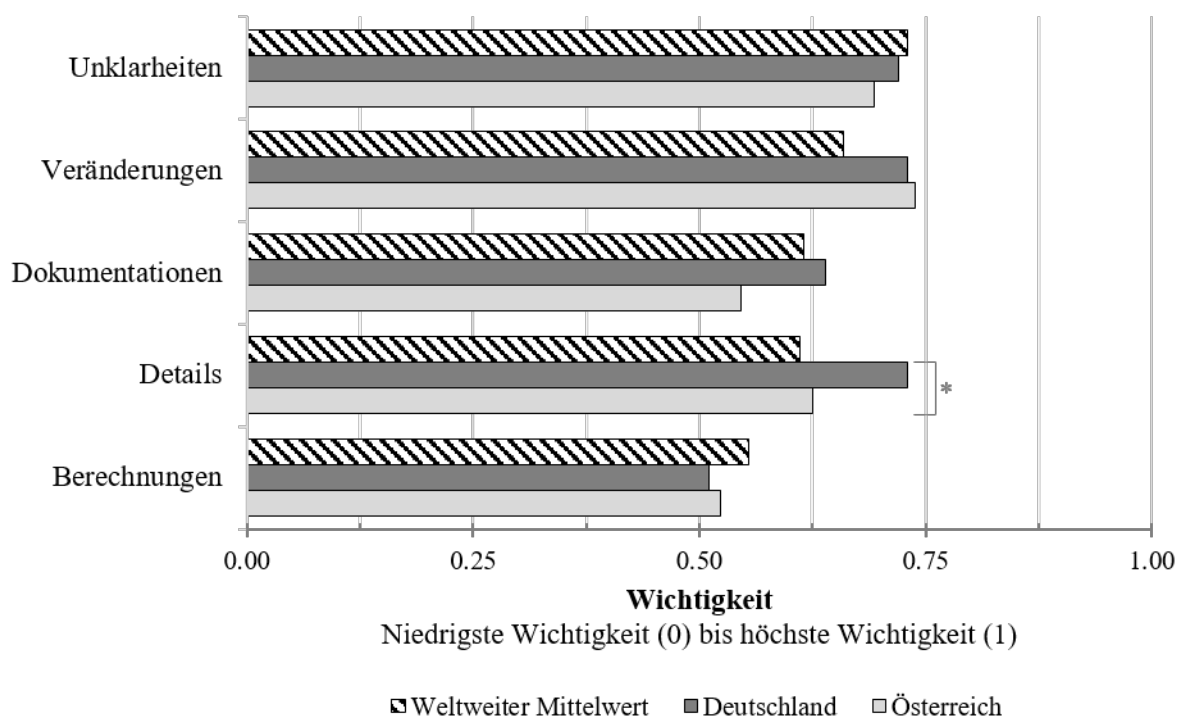 Unklarheiten
Veränderungen
Dokumentationen
Details
*
Berechnungen
0.00 0.25 0.50 0.75 1.00
Wichtigkeit
Niedrigste Wichtigkeit (0) bis höchste Wichtigkeit (1)
Weltweiter Mittelwert Deutschland Österreich